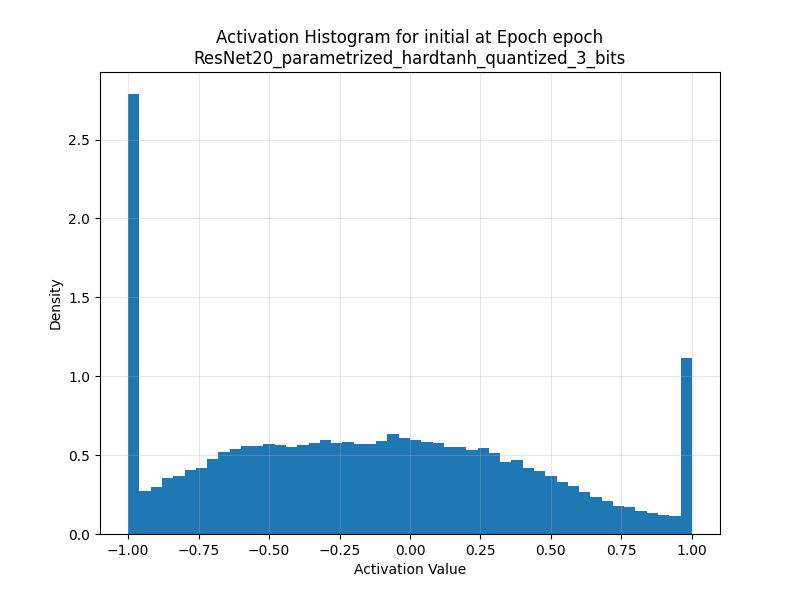 Activation Histogram for initial at Epoch epoch
ResNet20_parametrized_hardtanh_quantized_3_bits
Density
2.5
2.0
1.5
1.0
0.5
0.0
−1.00 −0.75 −0.50 −0.25 0.00 0.25 0.50 0.75 1.00
Activation Value